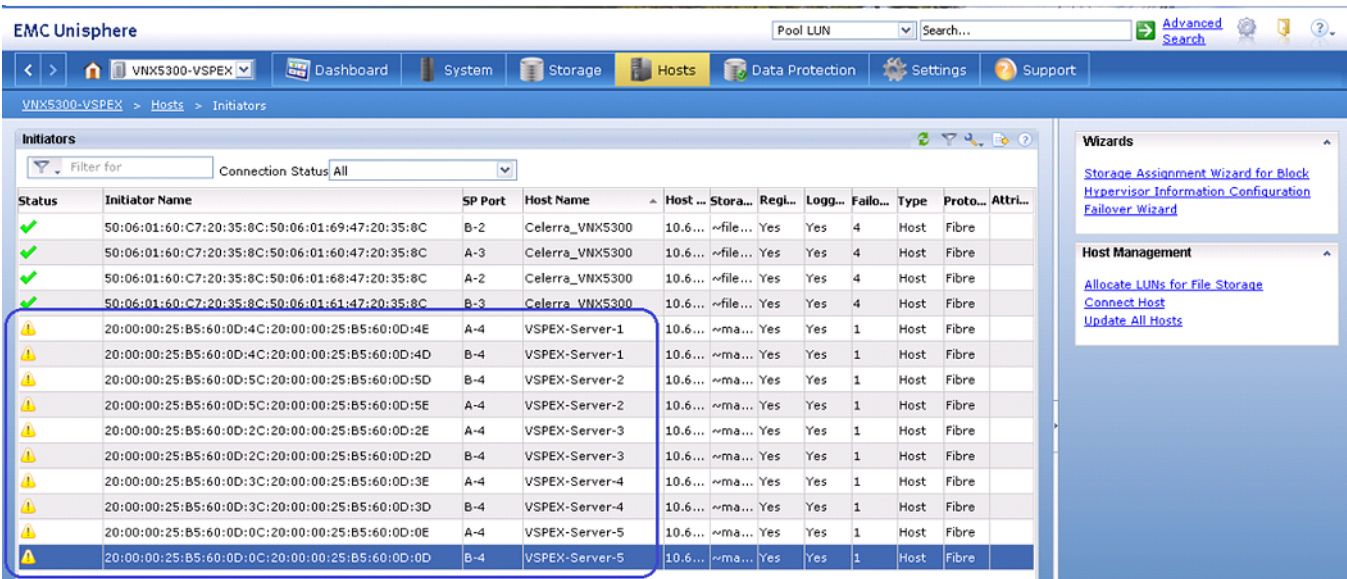 EMC Unisphere
Pool LUN Search... Advanced Search
VNX5300-VSPEX Dashboard System Storage Hosts Data Protection Settings Support
VNX5300-VSPEX > Hosts > Initiators
Initiators
Filter for Connection Status All
Status Initiator Name SP Port Host Name Host ... Stora... Regi... Logg... Failo... Type Proto... Attri...
50:06:01:60:C7:20:35:8C:50:06:01:69:47:20:35:8C B-2 Celerra_VNX5300 10.6... ~file... Yes Yes 4 Host Fibre
50:06:01:60:C7:20:35:8C:50:06:01:60:47:20:35:8C A-3 Celerra_VNX5300 10.6... ~file... Yes Yes 4 Host Fibre
50:06:01:60:C7:20:35:8C:50:06:01:68:47:20:35:8C A-2 Celerra_VNX5300 10.6... ~file... Yes Yes 4 Host Fibre
50:06:01:60:C7:20:35:8C:50:06:01:61:47:20:35:8C B-3 Celerra_VNX5300 10.6... ~file... Yes Yes 4 Host Fibre
20:00:00:25:B5:60:0D:4C:20:00:00:25:B5:60:0D:4E A-4 VSPEX-Server-1 10.6... ~ma... Yes Yes 1 Host Fibre
20:00:00:25:B5:60:0D:4C:20:00:00:25:B5:60:0D:4D B-4 VSPEX-Server-1 10.6... ~ma... Yes Yes 1 Host Fibre
20:00:00:25:B5:60:0D:5C:20:00:00:25:B5:60:0D:5D B-4 VSPEX-Server-2 10.6... ~ma... Yes Yes 1 Host Fibre
20:00:00:25:B5:60:0D:5C:20:00:00:25:B5:60:0D:5E A-4 VSPEX-Server-2 10.6... ~ma... Yes Yes 1 Host Fibre
20:00:00:25:B5:60:0D:2C:20:00:00:25:B5:60:0D:2E A-4 VSPEX-Server-3 10.6... ~ma... Yes Yes 1 Host Fibre
20:00:00:25:B5:60:0D:2C:20:00:00:25:B5:60:0D:2D B-4 VSPEX-Server-3 10.6... ~ma... Yes Yes 1 Host Fibre
20:00:00:25:B5:60:0D:3C:20:00:00:25:B5:60:0D:3E A-4 VSPEX-Server-4 10.6... ~ma... Yes Yes 1 Host Fibre
20:00:00:25:B5:60:0D:3C:20:00:00:25:B5:60:0D:3D B-4 VSPEX-Server-4 10.6... ~ma... Yes Yes 1 Host Fibre
20:00:00:25:B5:60:0D:0C:20:00:00:25:B5:60:0D:0E A-4 VSPEX-Server-5 10.6... ~ma... Yes Yes 1 Host Fibre
20:00:00:25:B5:60:0D:0C:20:00:00:25:B5:60:0D:0D B-4 VSPEX-Server-5 10.6... ~ma... Yes Yes 1 Host Fibre
Wizards
Storage Assignment Wizard for Block
Hypervisor Information Configuration
Failover Wizard
Host Management
Allocate LUNs for File Storage
Connect Host
Update All Hosts